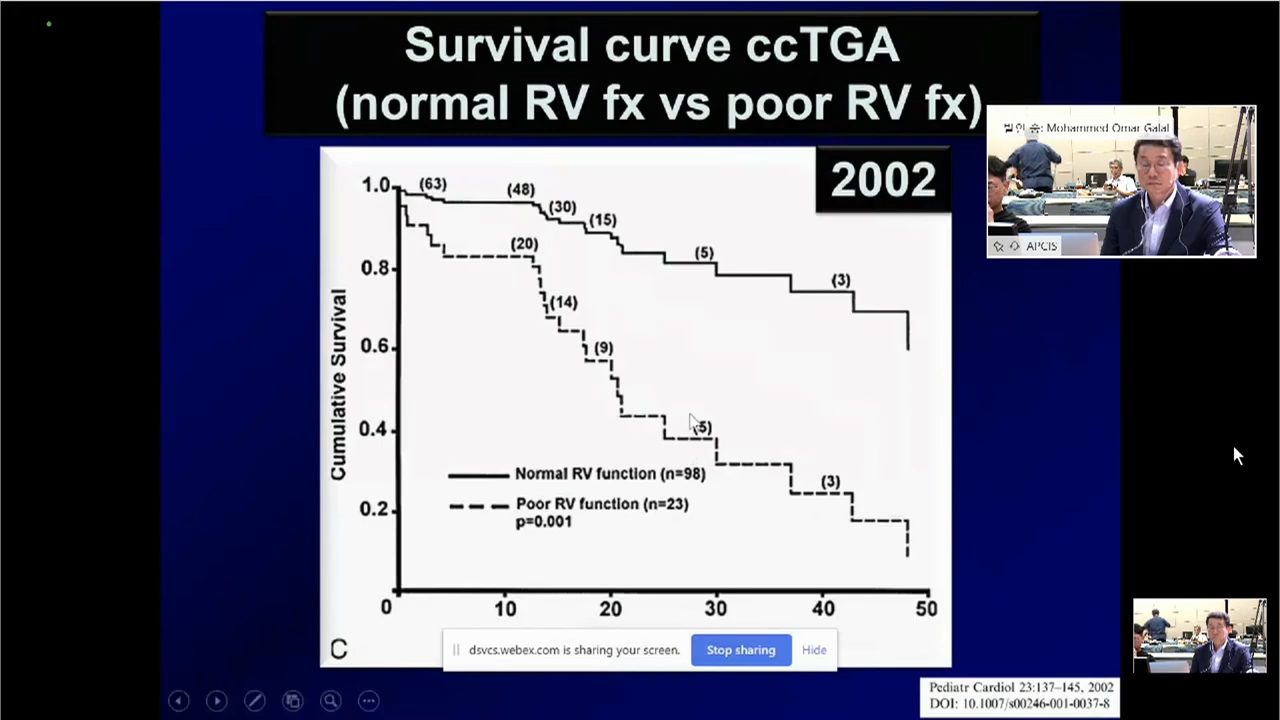 Survival curve ccTGA
(normal RV fx vs poor RV fx)
2002
발언 중: Mohammed Omar Galal
APCIS
Cumulative Survival
1.0
0.8
0.6
0.4
0.2
0
10
20
30
40
50
(63)
(48)
(30)
(15)
(5)
(3)
(20)
(14)
(9)
(5)
(3)
Normal RV function (n=98)
Poor RV function (n=23)
p=0.001
C
dsvcs.webex.com is sharing your screen.
Stop sharing
Hide
Pediatr Cardiol 23:137–145, 2002
DOI: 10.1007/s00246-001-0037-8